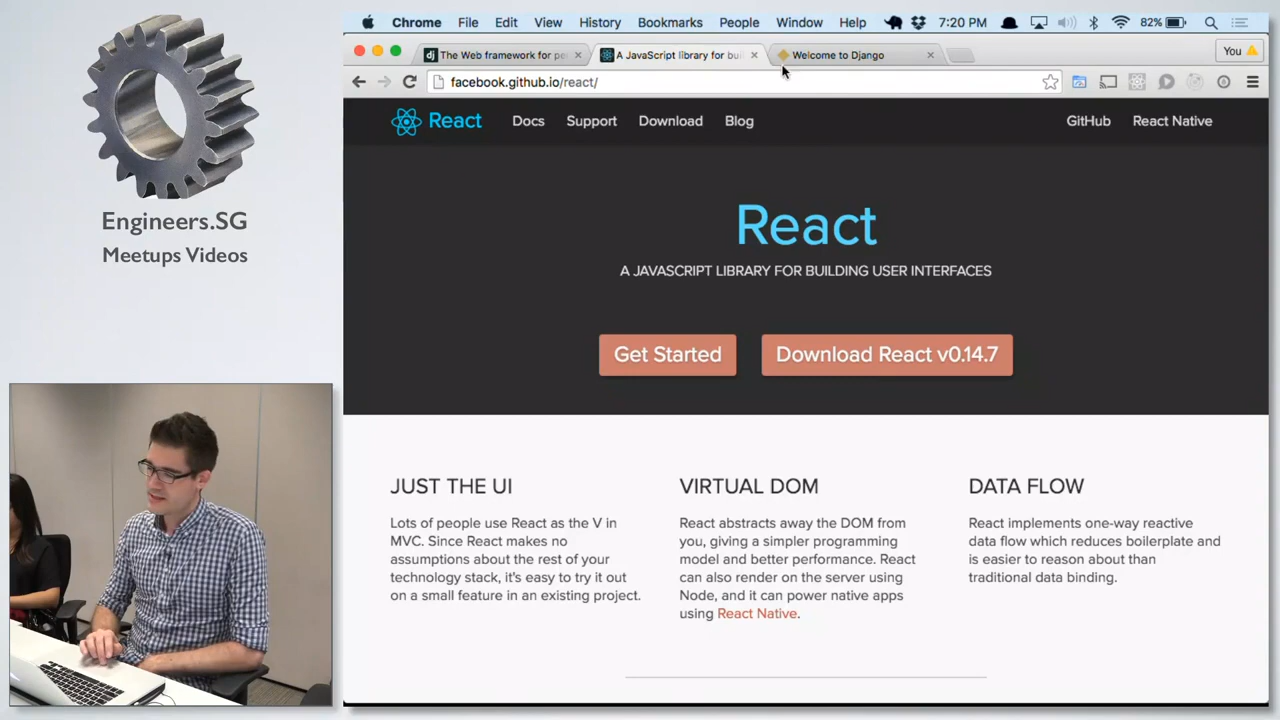 Engineers.SG
Meetups Videos
Chrome File Edit View History Bookmarks People Window Help 7:20 PM 82%
dj The Web framework for pe
A JavaScript library for bui
Welcome to Django
You
facebook.github.io/react/
React Docs Support Download Blog GitHub React Native
React
A JAVASCRIPT LIBRARY FOR BUILDING USER INTERFACES
Get Started
Download React v0.14.7
JUST THE UI
Lots of people use React as the V in
MVC. Since React makes no
assumptions about the rest of your
technology stack, it's easy to try it out
on a small feature in an existing project.
VIRTUAL DOM
React abstracts away the DOM from
you, giving a simpler programming
model and better performance. React
can also render on the server using
Node, and it can power native apps
using React Native.
DATA FLOW
React implements one-way reactive
data flow which reduces boilerplate and
is easier to reason about than
traditional data binding.